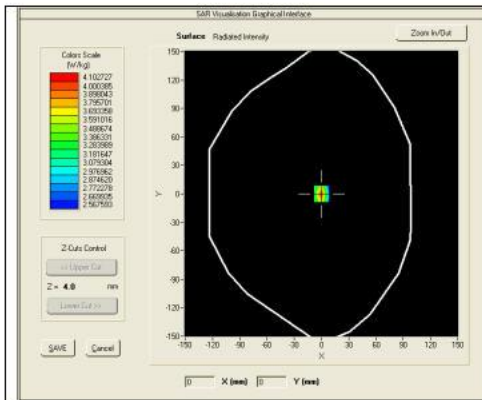 SAR Visualisation Graphical Interface
Surface Radiated Intensity
Zoom In/Out
Colors Scale
(W/kg)
4.102727
4.000385
3.898043
3.795701
3.693358
3.591016
3.488674
3.386331
3.283989
3.181647
3.079304
2.976962
2.874620
2.772278
2.669935
2.567593
Z-Cuts Control
<< Upper Cut
Z = 4.0 mm
Lower Cut >>
SAVE Cancel
150
120
90
60
30
0
-30
-60
-90
-120
-150
Y
-150 -120 -90 -60 -30 0 30 60 90 120 150
X
0 X (mm) 0 Y (mm)